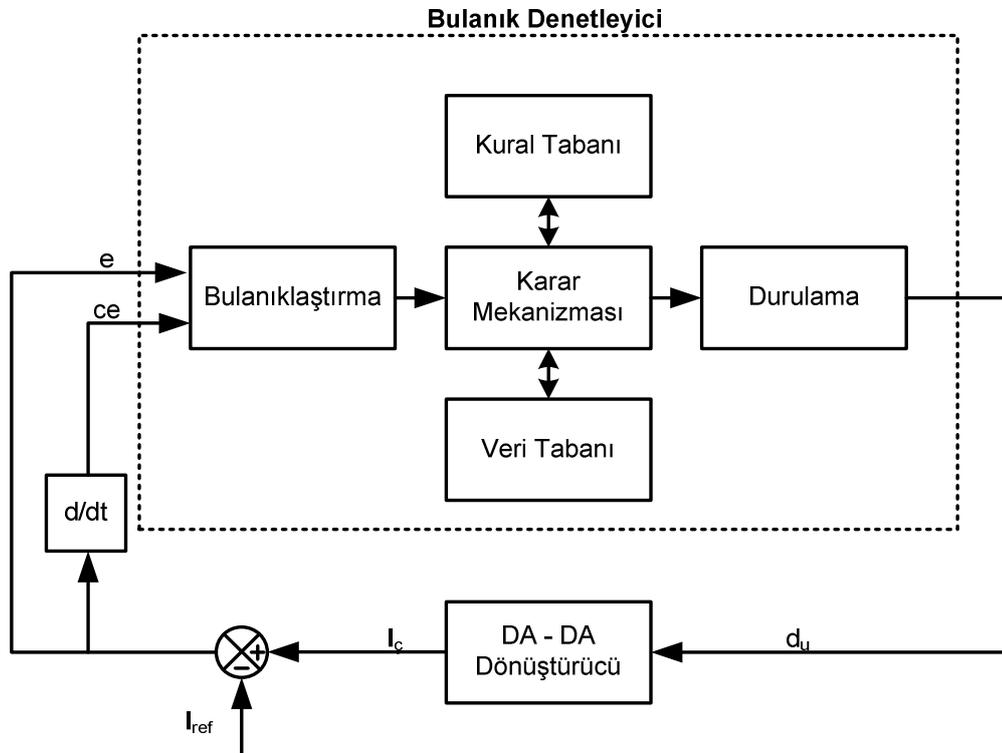 Bulanık Denetleyici
Kural Tabanı
e
ce
Bulanıklaştırma
Karar
Mekanizması
Durulama
Veri Tabanı
d/dt
Iç
DA - DA
Dönüştürücü
du
+
-
Iref